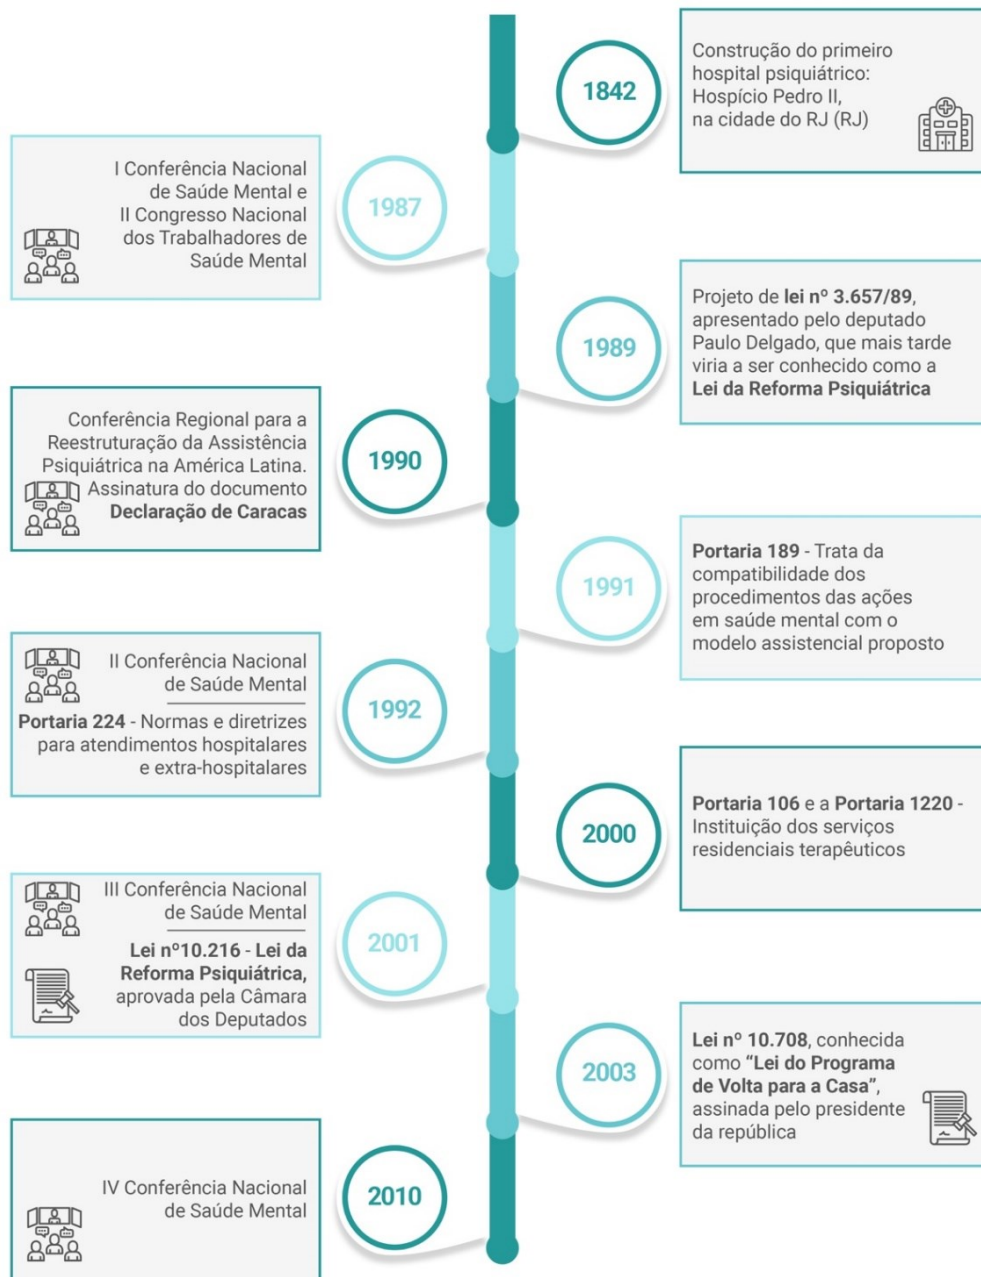 1842
Construção do primeiro
hospital psiquiátrico:
Hospício Pedro II,
na cidade do RJ (RJ)
I Conferência Nacional
de Saúde Mental e
II Congresso Nacional
dos Trabalhadores de
Saúde Mental
1987
1989
Projeto de lei nº 3.657/89,
apresentado pelo deputado
Paulo Delgado, que mais tarde
viria a ser conhecido como a
Lei da Reforma Psiquiátrica
Conferência Regional para a
Reestruturação da Assistência
Psiquiátrica na América Latina.
Assinatura do documento
Declaração de Caracas
1990
1991
Portaria 189 - Trata da
compatibilidade dos
procedimentos das ações
em saúde mental com o
modelo assistencial proposto
II Conferência Nacional
de Saúde Mental
Portaria 224 - Normas e diretrizes
para atendimentos hospitalares
e extra-hospitalares
1992
2000
Portaria 106 e a Portaria 1220 -
Instituição dos serviços
residenciais terapêuticos
III Conferência Nacional
de Saúde Mental
Lei nº10.216 - Lei da
Reforma Psiquiátrica,
aprovada pela Câmara
dos Deputados
2001
2003
Lei nº 10.708, conhecida
como “Lei do Programa
de Volta para a Casa”,
assinada pelo presidente
da república
IV Conferência Nacional
de Saúde Mental
2010